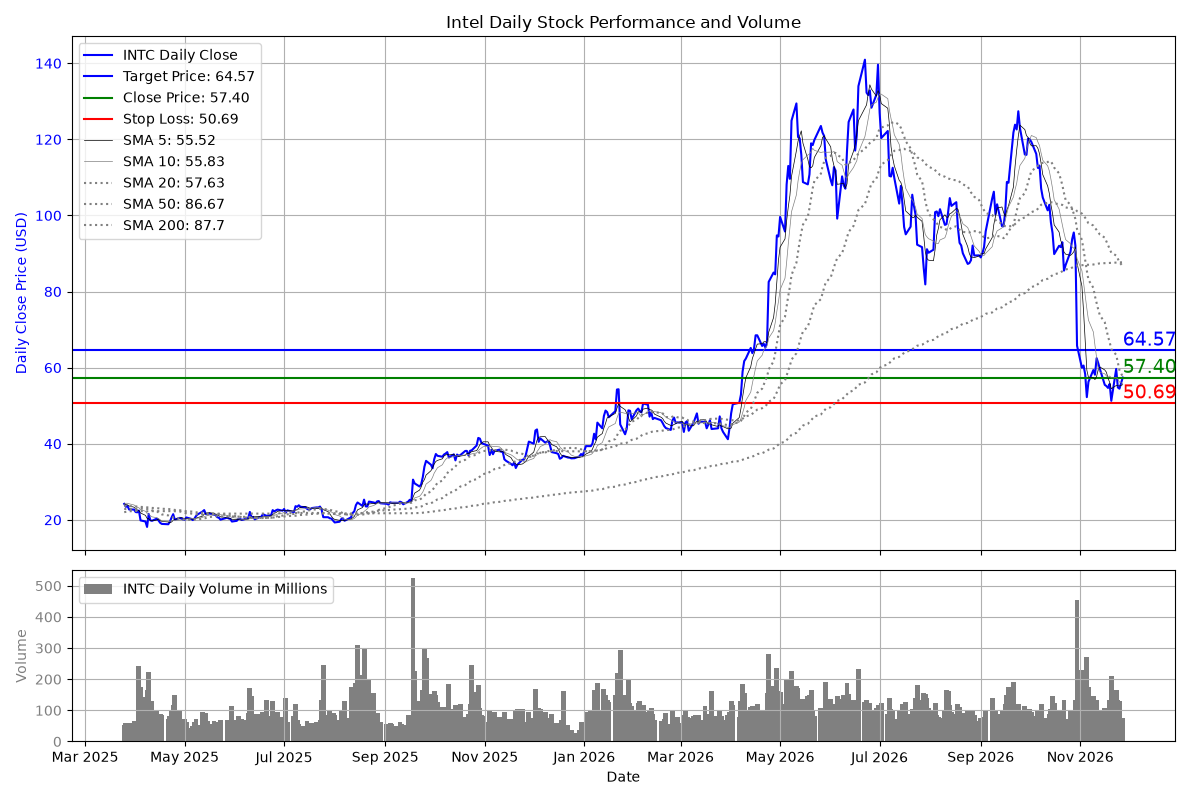 Intel Daily Stock Performance and Volume
INTC Daily Close
Target Price: 64.57
Close Price: 57.40
Stop Loss: 50.69
SMA 5: 55.52
SMA 10: 55.83
SMA 20: 57.63
SMA 50: 86.67
SMA 200: 87.7
140
120
100
80
60
40
20
Daily Close Price (USD)
64.57
57.40
50.69
INTC Daily Volume in Millions
500
400
300
200
100
0
Volume
Mar 2025 May 2025 Jul 2025 Sep 2025 Nov 2025 Jan 2026 Mar 2026 May 2026 Jul 2026 Sep 2026 Nov 2026
Date